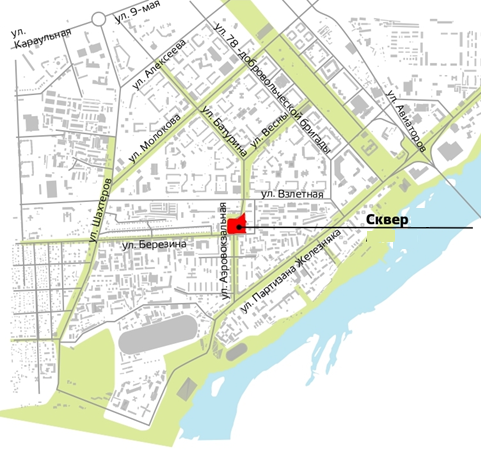 ул. 9-мая
ул.
Караульная
ул. Алексеева
ул. 78 -добровольческой бригады
ул. Авиаторов
ул. Батурина
ул. Весны
ул. Молокова
ул. Взлетная
ул. Шахтеров
Сквер
ул. Березина
ул. Аэровокзальная
ул. Партизана Железняка